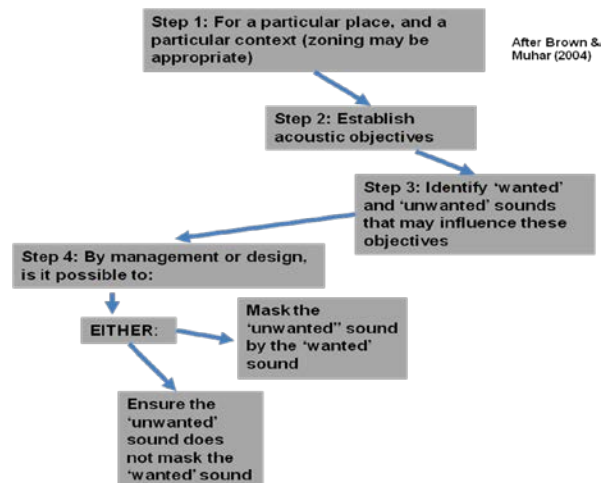 Step 1: For a particular place, and a
particular context (zoning may be
appropriate)
After Brown &
Muhar (2004)
Step 2: Establish
acoustic objectives
Step 3: Identify ‘wanted’
and ‘unwanted’ sounds
that may influence these
objectives
Step 4: By management or design,
is it possible to:
EITHER:
Mask the
‘unwanted” sound
by the ‘wanted’
sound
Ensure the
‘unwanted’
sound does
not mask the
‘wanted’ sound